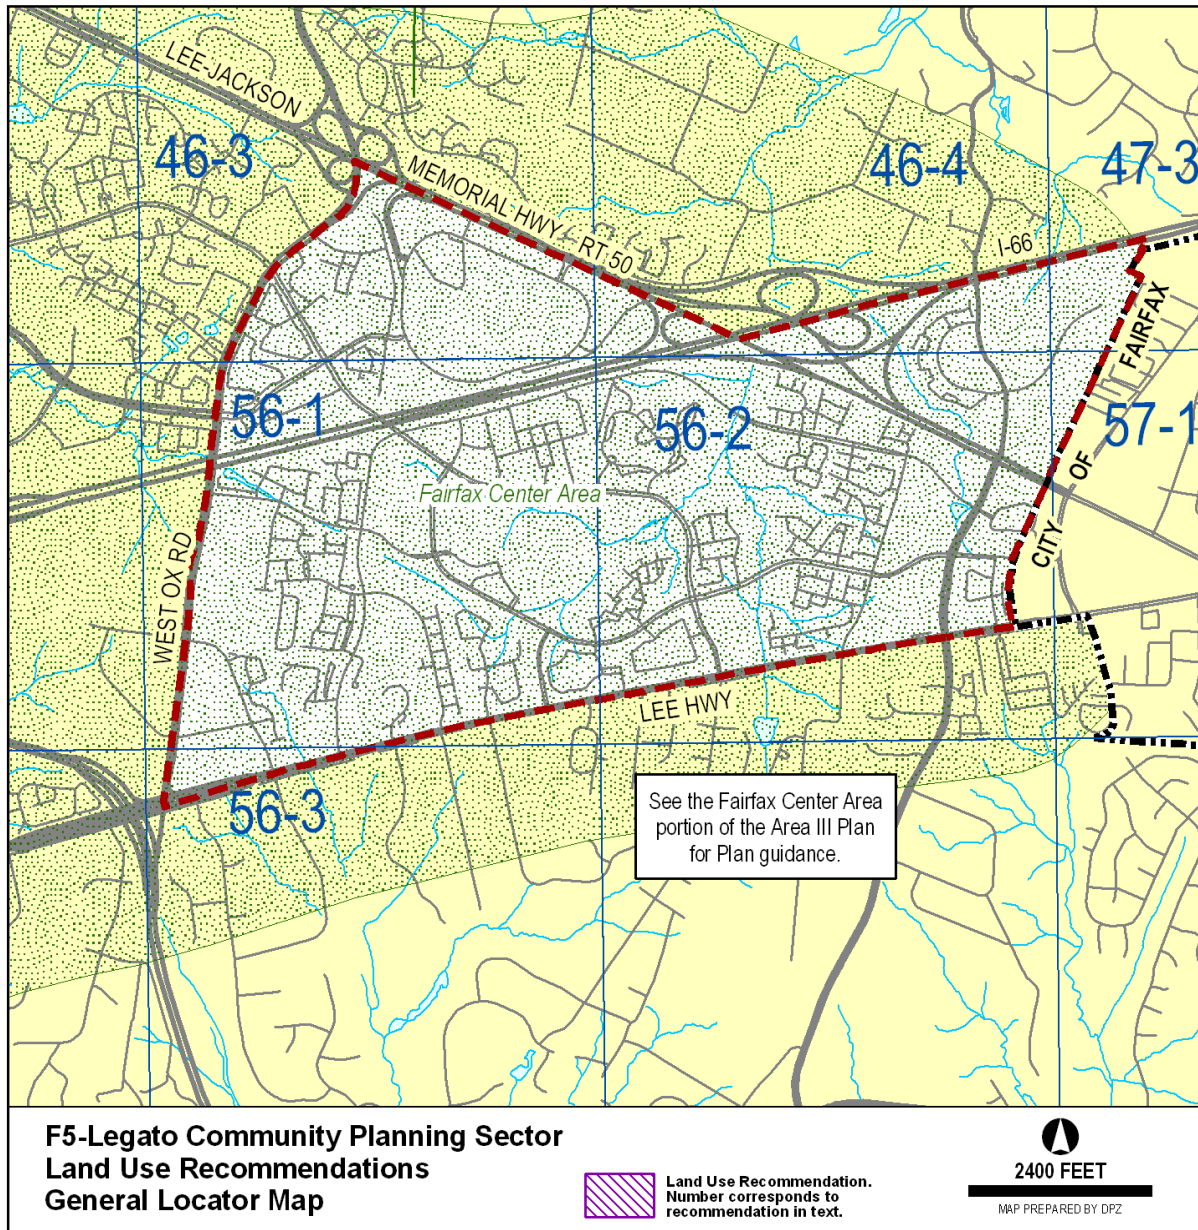 LEE-JACKSON
MEMORIAL HWY - RT 50
46-3
46-4
47-3
I-66
CITY OF FAIRFAX
56-1
56-2
57-1
Fairfax Center Area
WEST OX RD
LEE HWY
56-3
See the Fairfax Center Area
portion of the Area III Plan
for Plan guidance.
F5-Legato Community Planning Sector
Land Use Recommendations
General Locator Map
Land Use Recommendation.
Number corresponds to
recommendation in text.
2400 FEET
MAP PREPARED BY DPZ